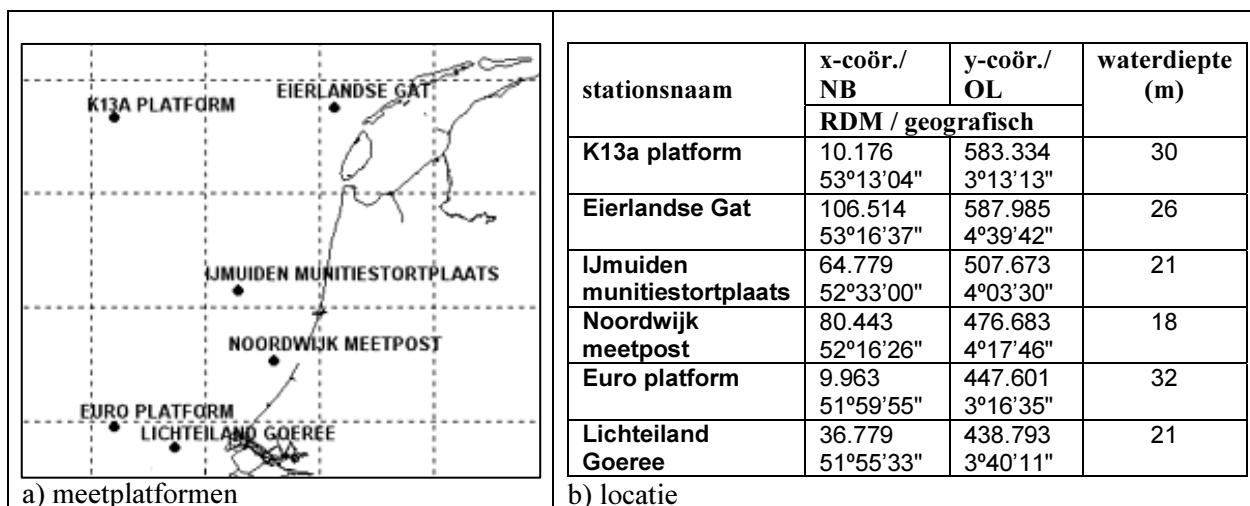 K13A PLATFORM
EIERLANDSE GAT
IJMUIDEN MUNITIESTORTPLAATS
NOORDWIJK MEETPOST
EURO PLATFORM
LICHTEILAND GOEREE
a) meetplatformen
stationsnaam x-coör./ NB y-coör./ OL waterdiepte (m)
RDM / geografisch
K13a platform 10.176 583.334 30
53º13'04" 3º13'13"
Eierlandse Gat 106.514 587.985 26
53º16'37" 4º39'42"
IJmuiden 64.779 507.673 21
munitiestortplaats 52º33'00" 4º03'30"
Noordwijk 80.443 476.683 18
meetpost 52º16'26" 4º17'46"
Euro platform 9.963 447.601 32
51º59'55" 3º16'35"
Lichteiland 36.779 438.793 21
Goeree 51º55'33" 3º40'11"
b) locatie